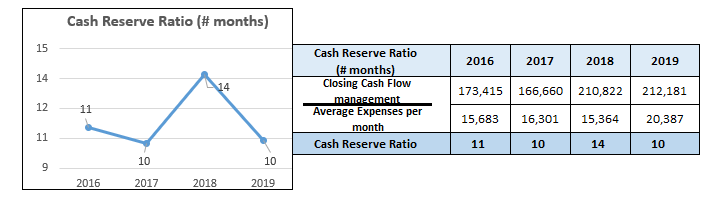 Cash Reserve Ratio (# months)
15
14
12
11
9
11
10
14
10
2016 2017 2018 2019
Cash Reserve Ratio
(# months)
2016 2017 2018 2019
Closing Cash Flow
management
173,415 166,660 210,822 212,181
Average Expenses per
month
15,683 16,301 15,364 20,387
Cash Reserve Ratio 11 10 14 10